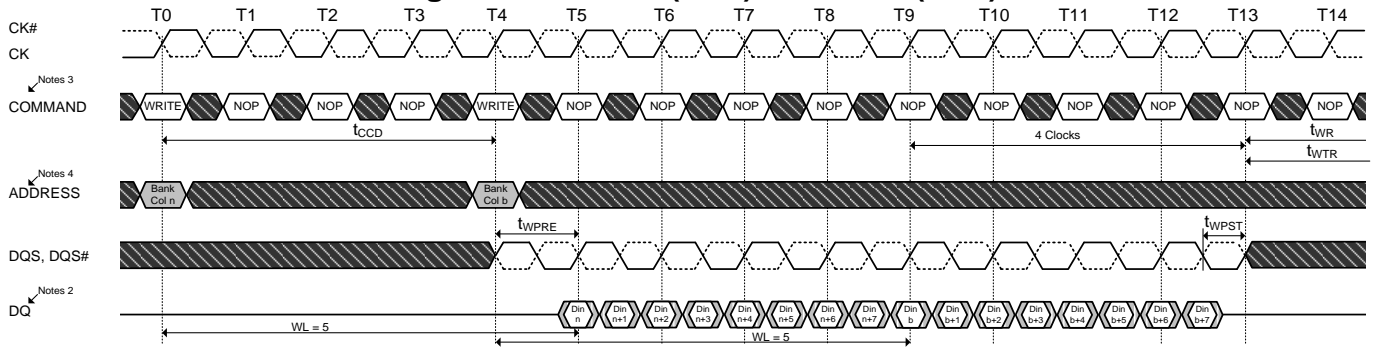 T0 T1 T2 T3 T4 T5 T6 T7 T8 T9 T10 T11 T12 T13 T14
CK#
CK
Notes 3
COMMAND
WRITE NOP NOP NOP WRITE NOP NOP NOP NOP NOP NOP NOP NOP NOP NOP
tCCD
4 Clocks
tWR
tWTR
Notes 4
ADDRESS
Bank Col n
Bank Col b
tWPRE
tWPST
DQS, DQS#
Notes 2
DQ
Din n Din n+1 Din n+2 Din n+3 Din n+4 Din n+5 Din n+6 Din n+7 Din b Din b+1 Din b+2 Din b+3 Din b+4 Din b+5 Din b+6 Din b+7
WL = 5
WL = 5